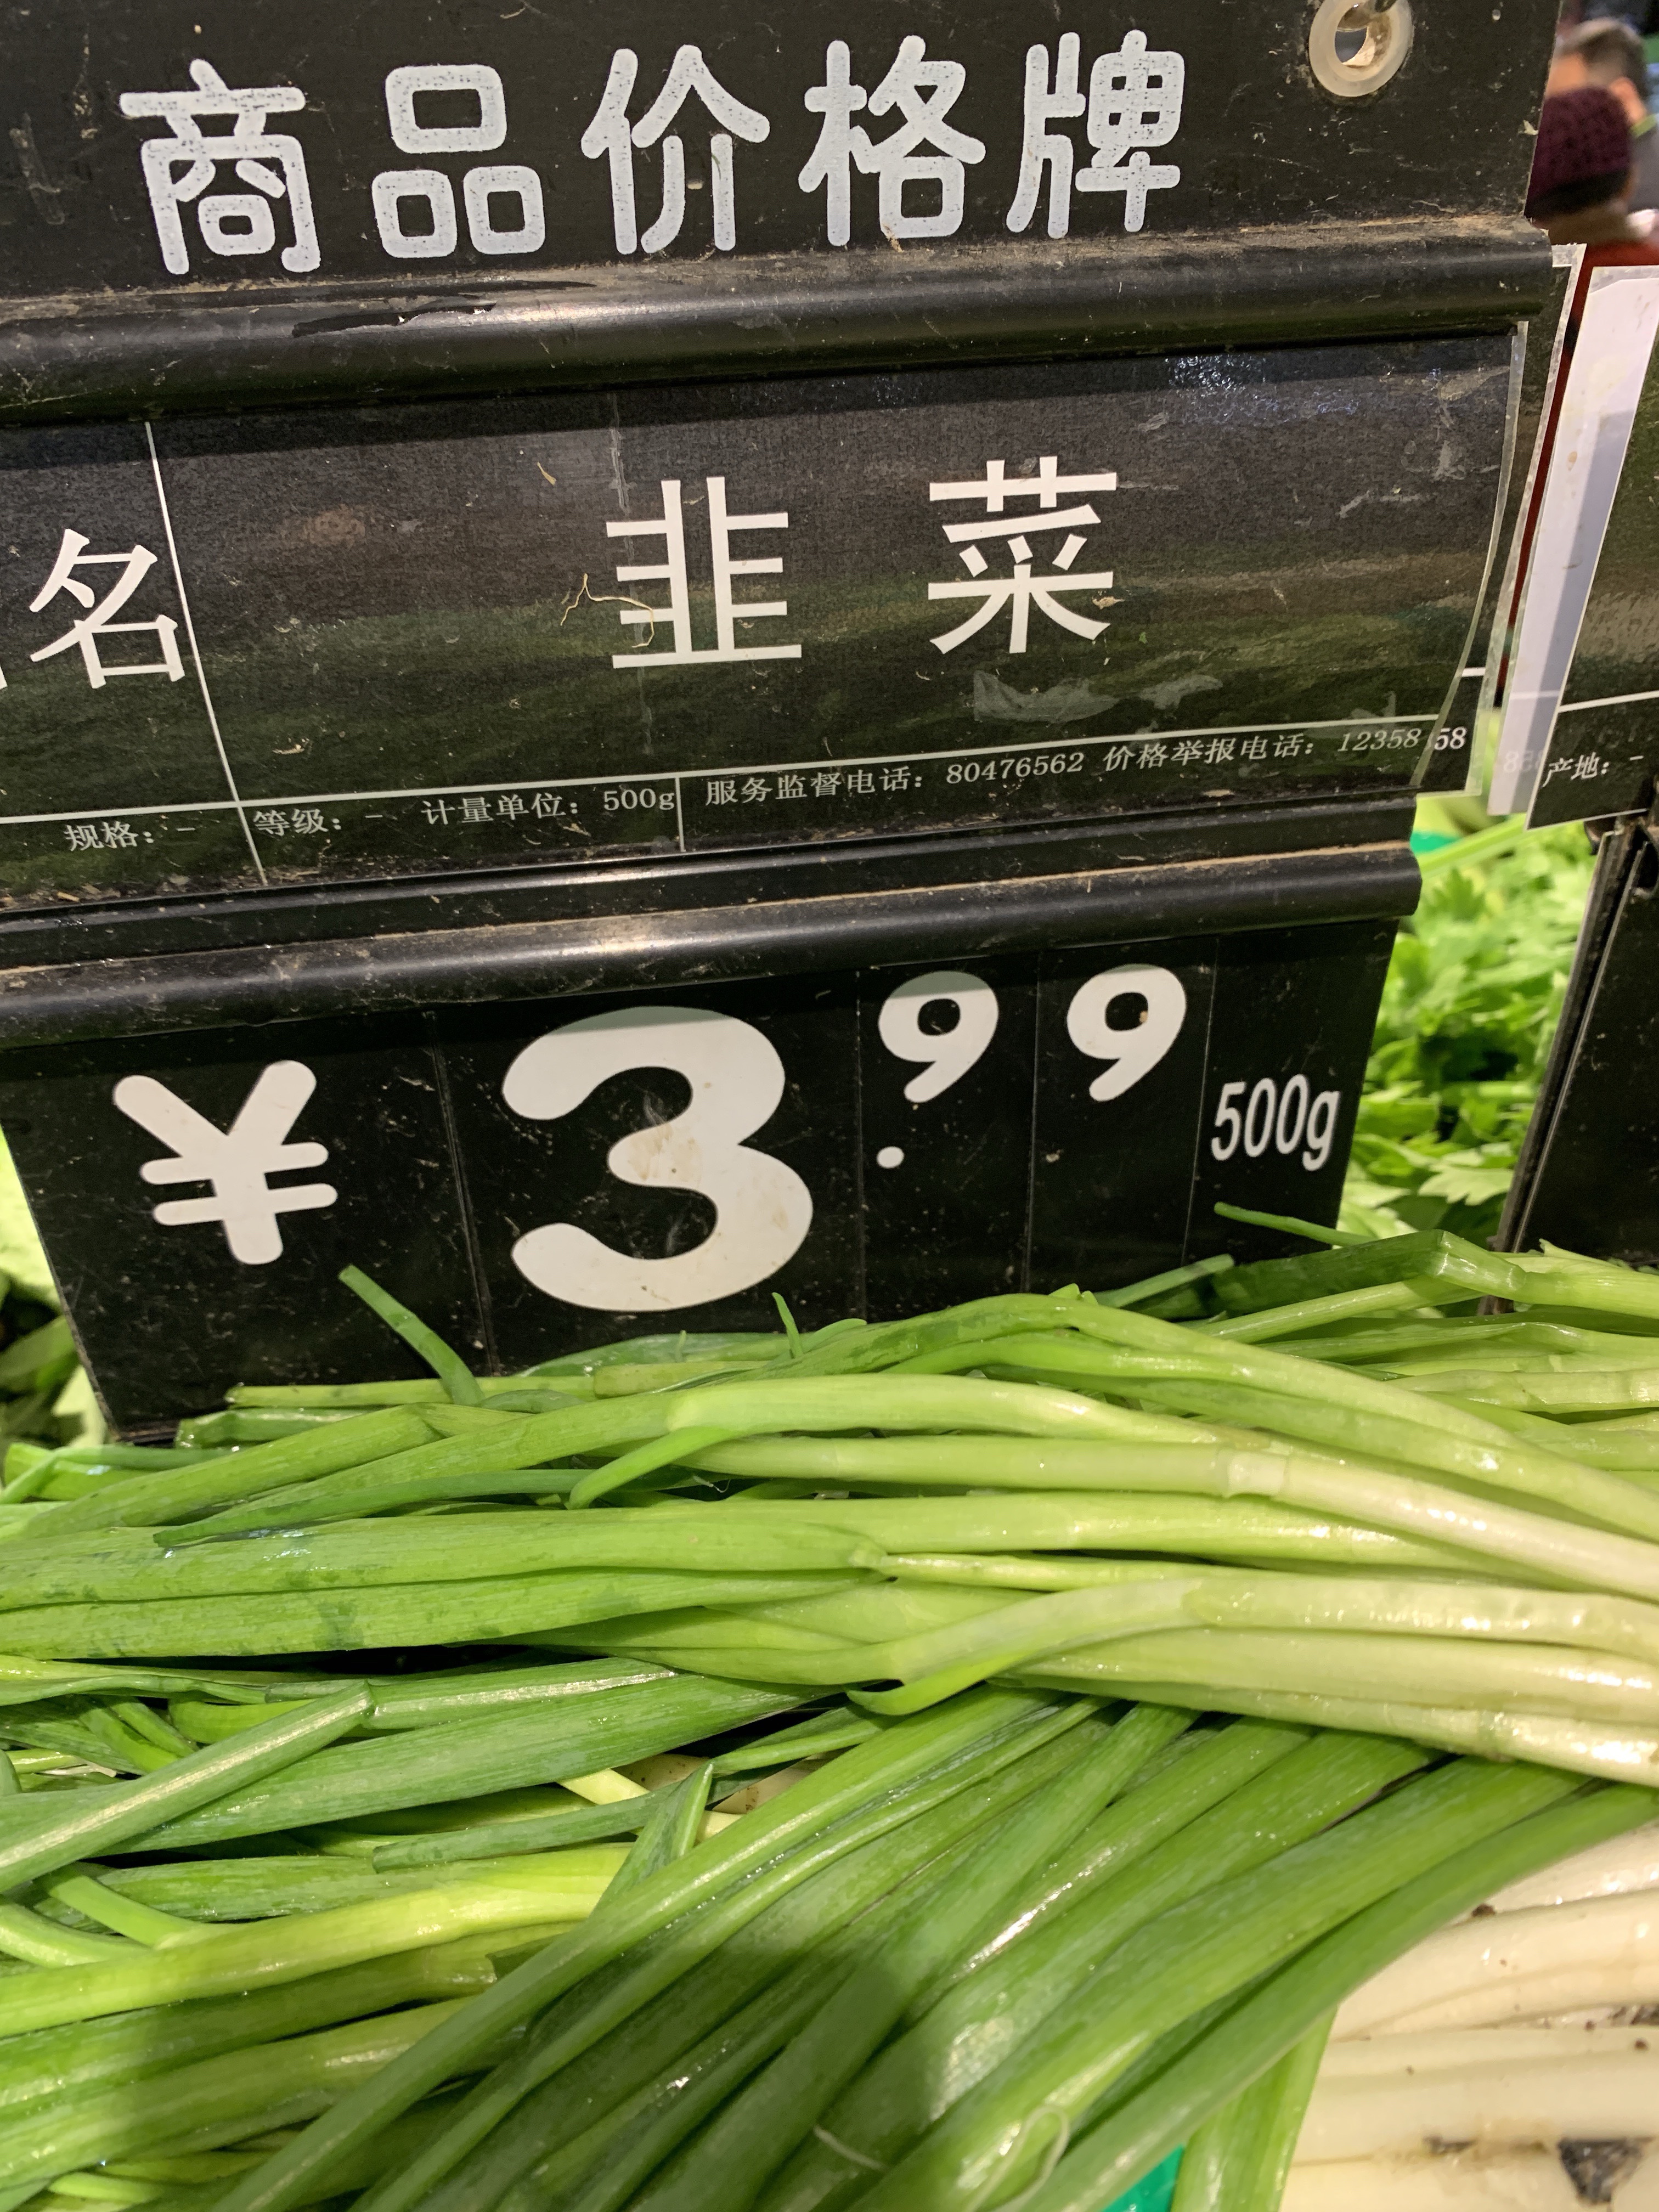 商品价格牌
名 韭菜
规格：- 等级：- 计量单位：500g 服务监督电话：80476562 价格举报电话：12358 58
产地：-
¥3.99 500g